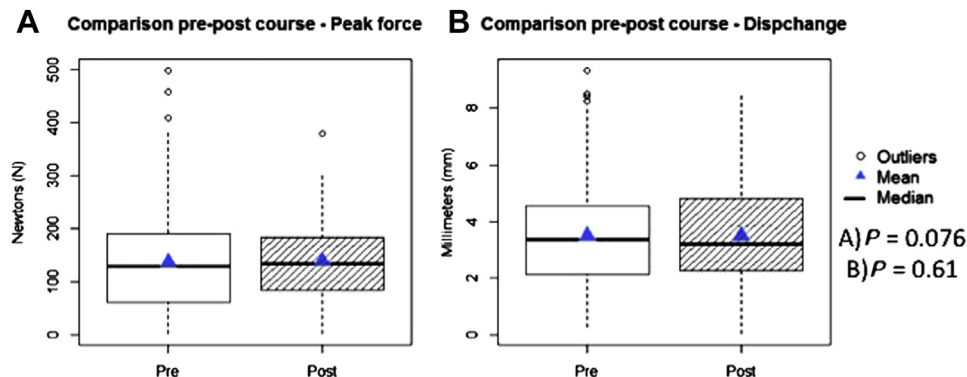 A Comparison pre-post course - Peak force
Newtons (N)
500
400
300
200
100
0
Pre Post
B Comparison pre-post course - Dispchange
Millimeters (mm)
8
6
4
2
0
Pre Post
Outliers
Mean
Median
A) P = 0.076
B) P = 0.61